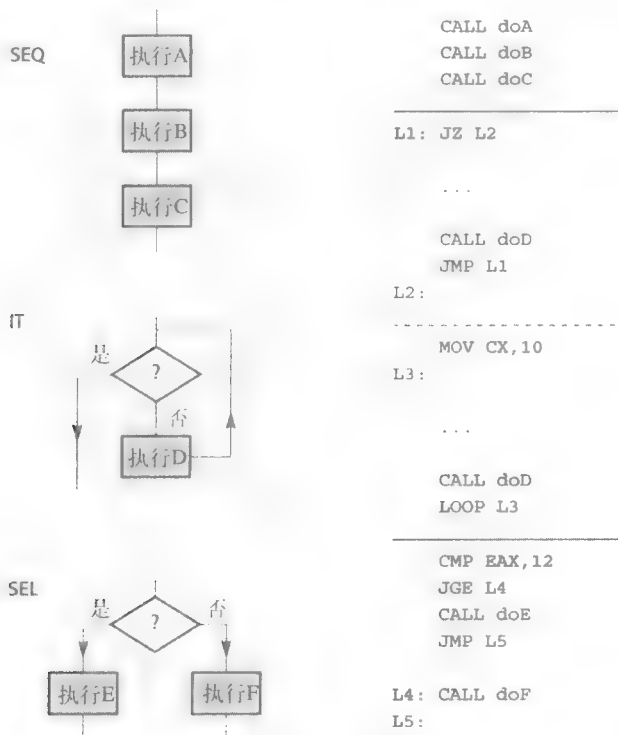 SEQ
执行A
执行B
执行C
CALL doA
CALL doB
CALL doC
L1: JZ L2
...
CALL doD
JMP L1
L2:
IT
是
?
否
执行D
MOV CX,10
L3:
...
CALL doD
LOOP L3
SEL
是
?
否
执行E
执行F
CMP EAX,12
JGE L4
CALL doE
JMP L5
L4: CALL doF
L5: